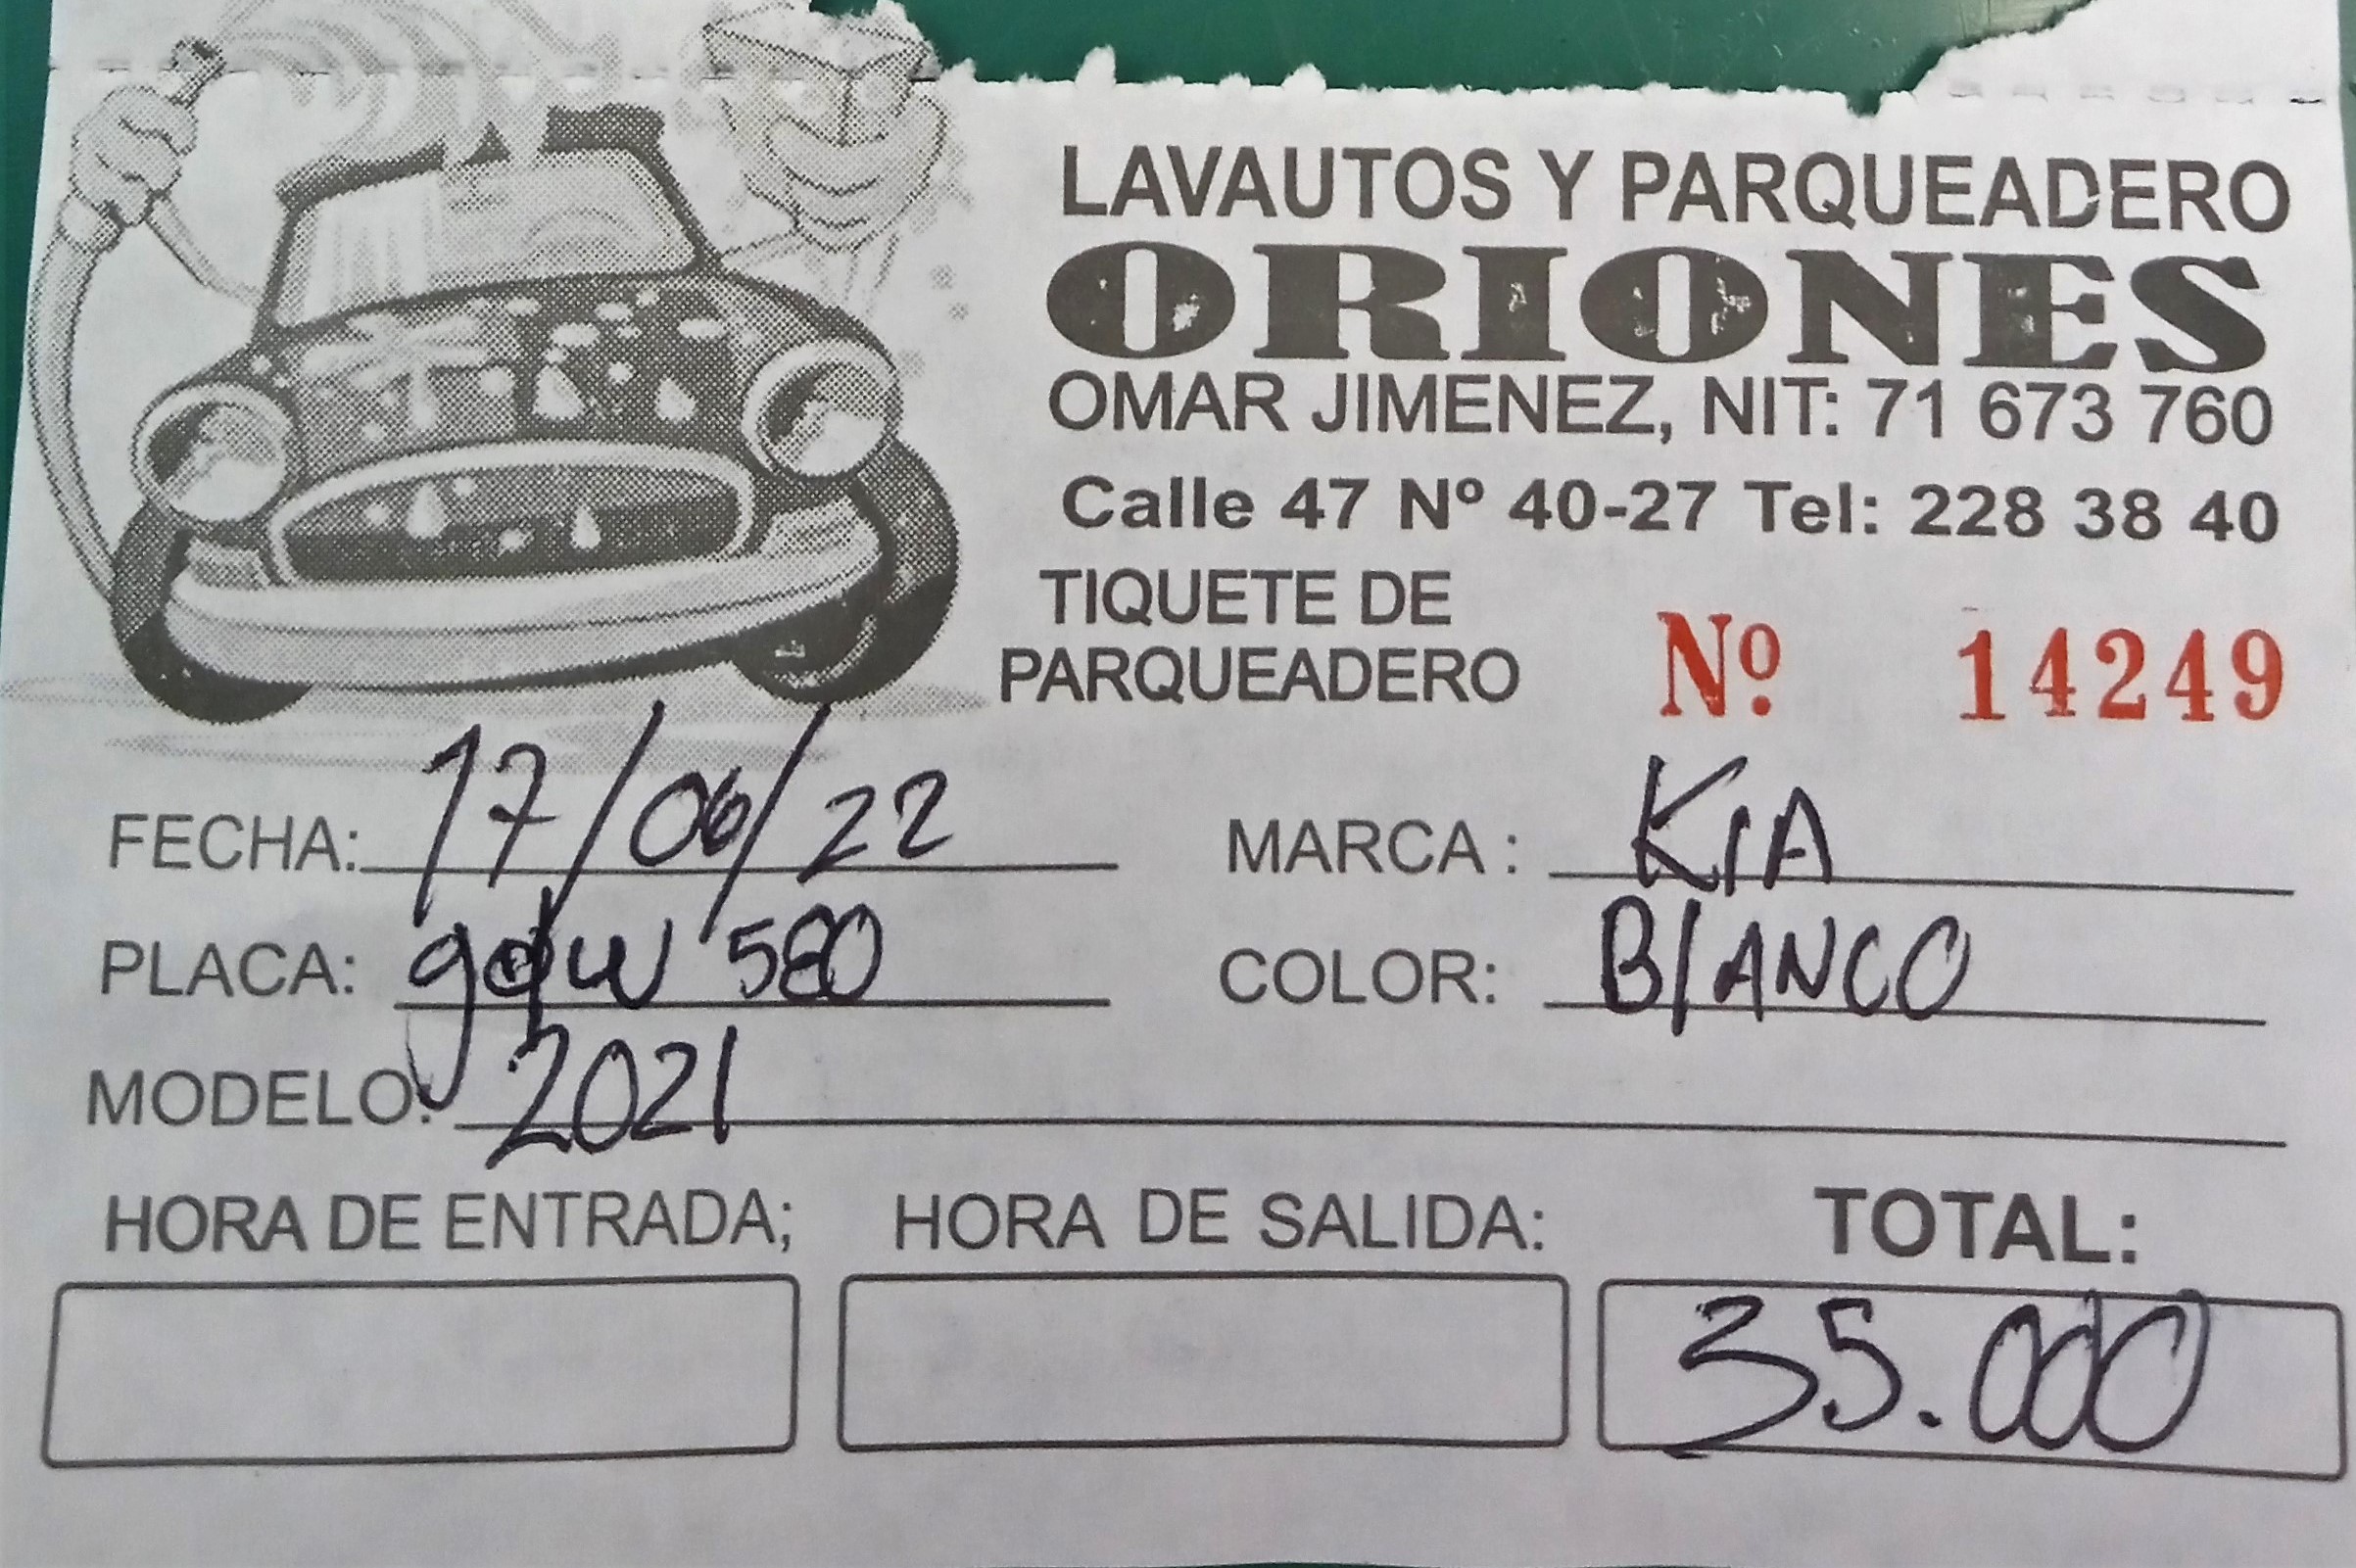 LAVAUTOS Y PARQUEADERO
ORIONES
OMAR JIMENEZ, NIT: 71 673 760
Calle 47 Nº 40-27 Tel: 228 38 40
TIQUETE DE
PARQUEADERO Nº 14249
FECHA: 17/06/22 MARCA : KIA
PLACA: 580 COLOR: BlANCO
MODELO: 2021
HORA DE ENTRADA; HORA DE SALIDA: TOTAL:
35.000